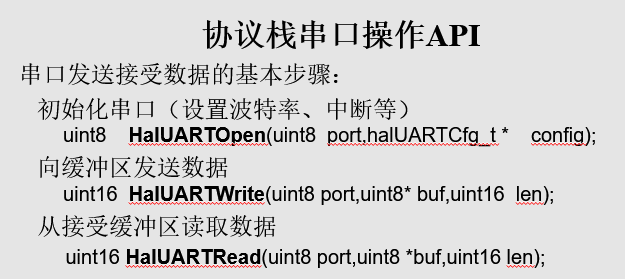 协议栈串口操作API
串口发送接受数据的基本步骤：
初始化串口（设置波特率、中断等）
uint8 HalUARTOpen(uint8 port,halUARTCfg_t * config);
向缓冲区发送数据
uint16 HalUARTWrite(uint8 port,uint8* buf,uint16 len);
从接受缓冲区读取数据
uint16 HalUARTRead(uint8 port,uint8 *buf,uint16 len);